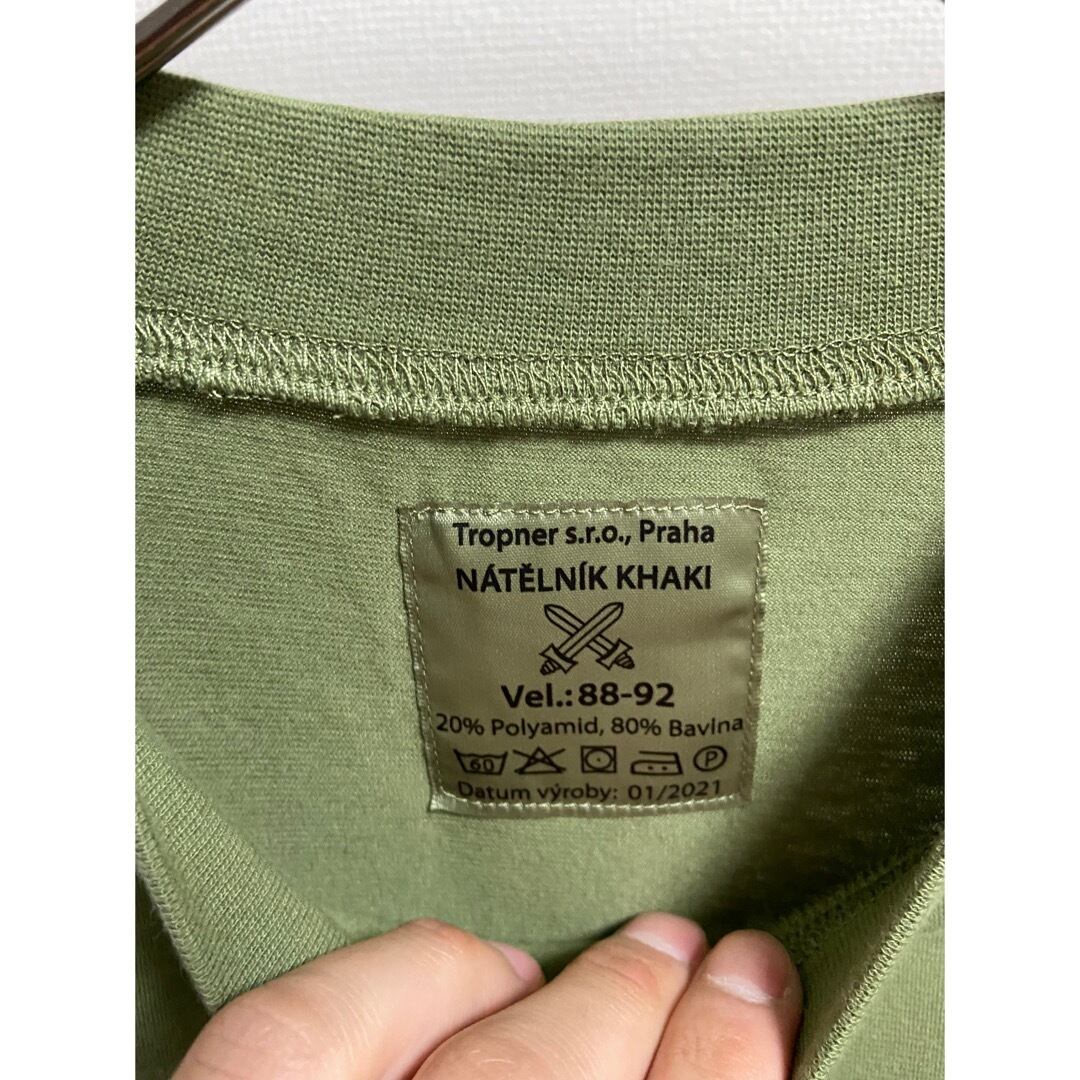 Tropner s.r.o., Praha
NÁTĚLNÍK KHAKI
Vel.: 88-92
20% Polyamid, 80% Bavlna
60 P
Datum výroby: 01/2021